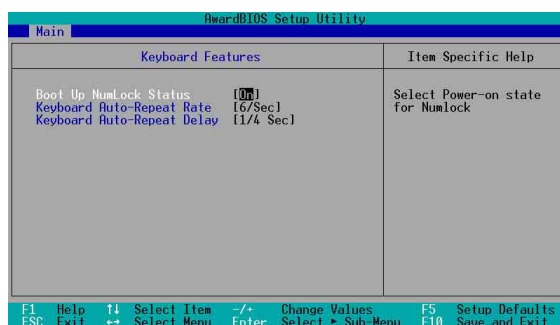 AwardBIOS Setup Utility
Main
Keyboard Features Item Specific Help
Boot Up NumLock Status [On] Select Power-on state
Keyboard Auto-Repeat Rate [6/Sec] for Numlock
Keyboard Auto-Repeat Delay [1/4 Sec]
F1 Help ↑↓ Select Item -/+ Change Values F5 Setup Defaults
ESC Exit ↔ Select Menu Enter Select ► Sub-Menu F10 Save and Exit